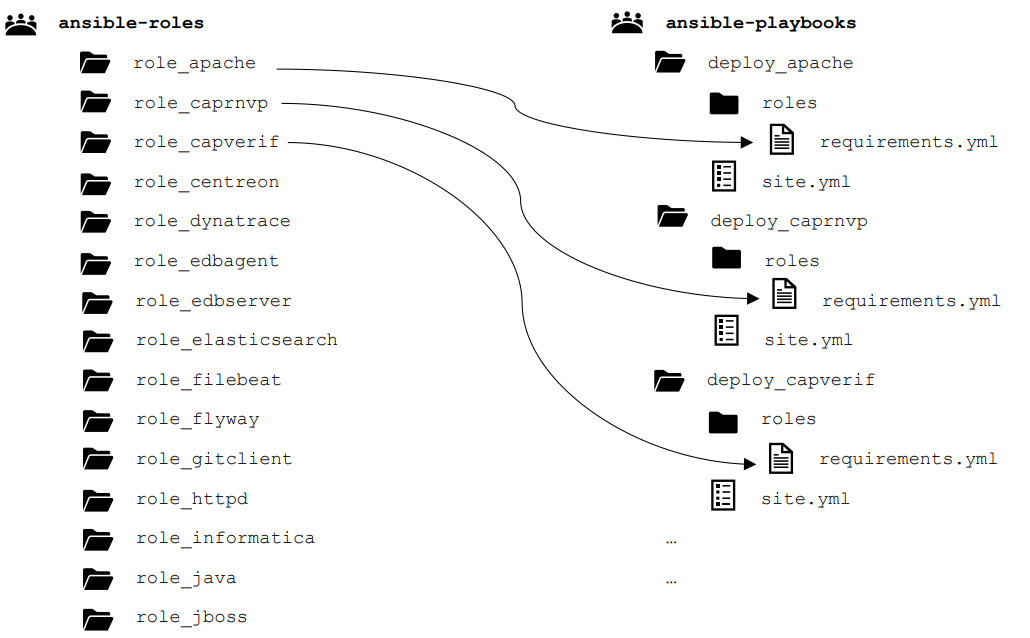 ansible-roles
role_apache
role_caprnvp
role_capverif
role_centreon
role_dynatrace
role_edbagent
role_edbserver
role_elasticsearch
role_filebeat
role_flyway
role_gitclient
role_httpd
role_informatica
role_java
role_jboss
ansible-playbooks
deploy_apache
roles
requirements.yml
site.yml
deploy_caprnvp
roles
requirements.yml
site.yml
deploy_capverif
roles
requirements.yml
site.yml
…
…